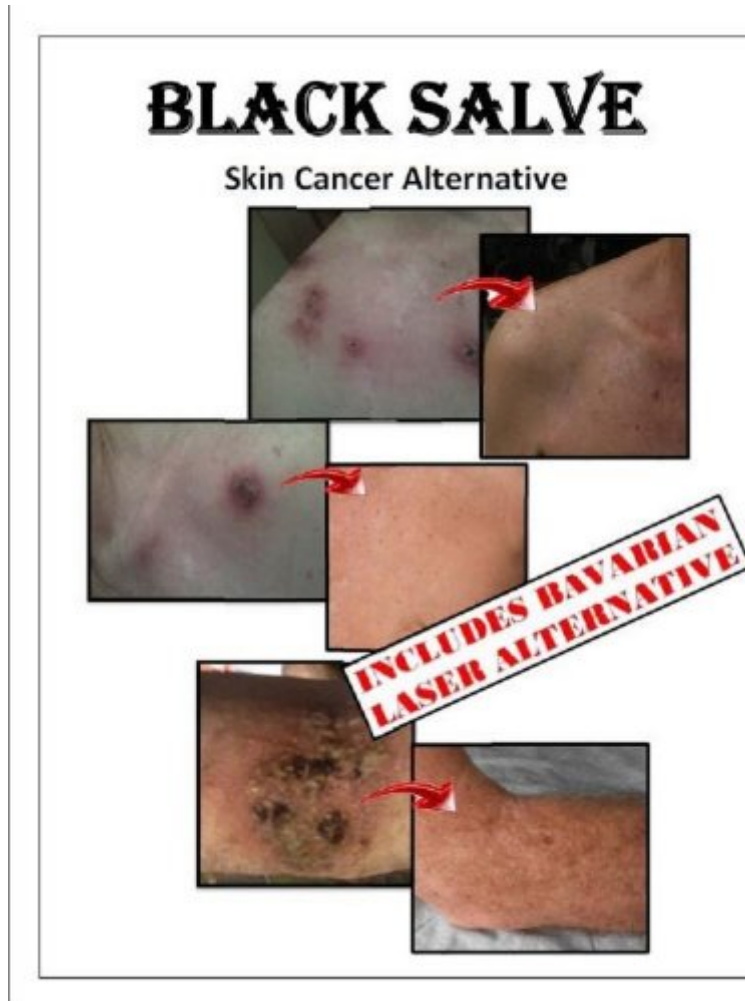 BLACK SALVE
Skin Cancer Alternative
INCLUDES BAVARIAN
LASER ALTERNATIVE